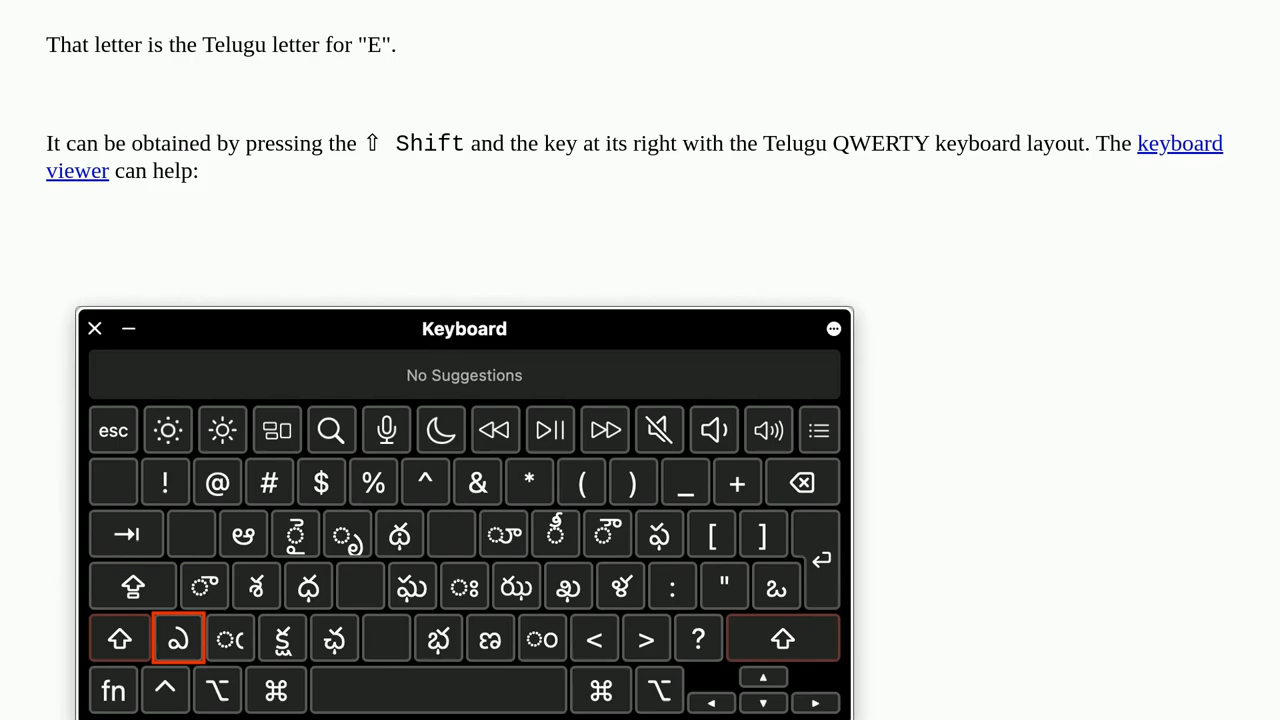 That letter is the Telugu letter for "E".
It can be obtained by pressing the ⇧ Shift and the key at its right with the Telugu QWERTY keyboard layout. The keyboard
viewer can help:
Keyboard
No Suggestions
esc
! @ # $ % ^ & * ( ) _ +
ఆ ై ృ థ ూ ీ ౌ ఫ [ ]
ా శ ధ ఘ ః ఝ ఖ ళ : " ఒ
ఎ ఁ క్ష ఛ భ ణ ం < > ?
fn ^ ⌥ ⌘ ⌘ ⌥